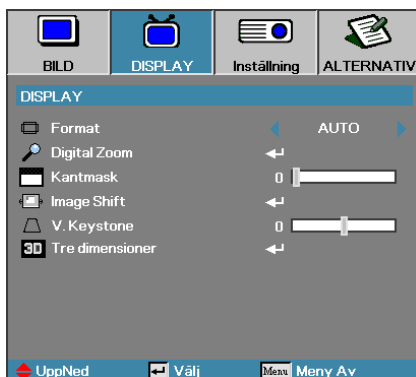 BILD DISPLAY Inställning ALTERNATIV
DISPLAY
Format AUTO
Digital Zoom
Kantmask 0
Image Shift
V. Keystone 0
3D Tre dimensioner
UppNed Välj Menu Meny Av